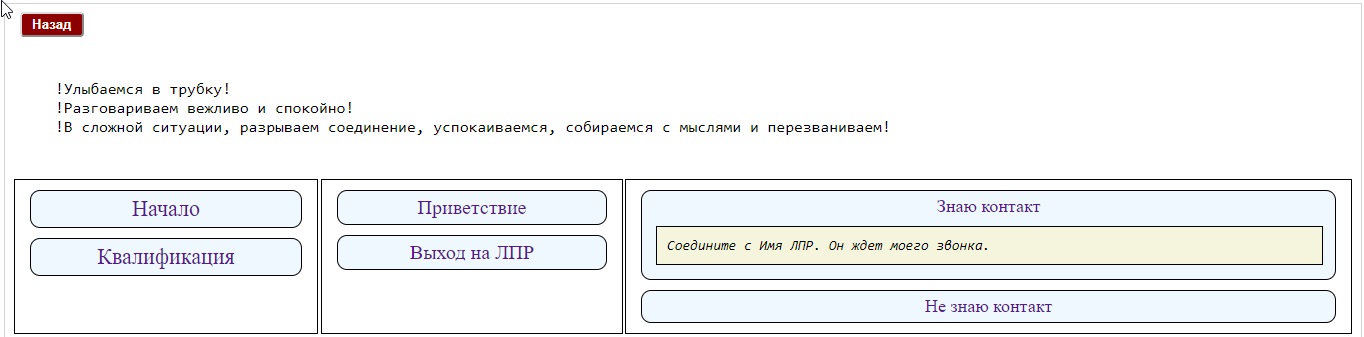 Назад
!Улыбаемся в трубку!
!Разговариваем вежливо и спокойно!
!В сложной ситуации, разрываем соединение, успокаиваемся, собираемся с мыслями и перезваниваем!
Начало
Квалификация
Приветствие
Выход на ЛПР
Знаю контакт
Соедините с Имя ЛПР. Он ждет моего звонка.
Не знаю контакт